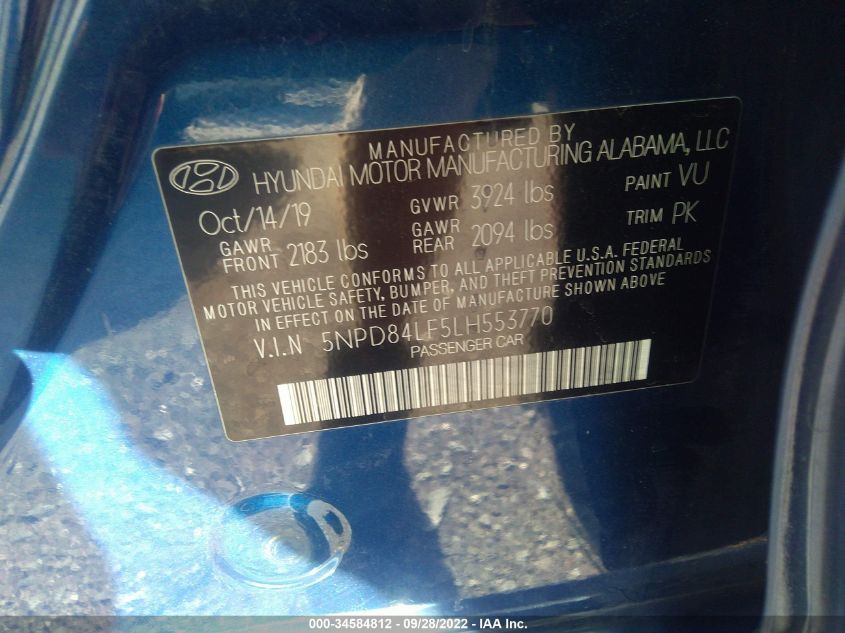 MANUFACTURED BY
HYUNDAI MOTOR MANUFACTURING ALABAMA, LLC
Oct/14/19 GVWR 3924 lbs PAINT VU
GAWR FRONT 2183 lbs GAWR REAR 2094 lbs TRIM PK
THIS VEHICLE CONFORMS TO ALL APPLICABLE U.S.A. FEDERAL
MOTOR VEHICLE SAFETY, BUMPER, AND THEFT PREVENTION STANDARDS
IN EFFECT ON THE DATE OF MANUFACTURE SHOWN ABOVE
V.I.N 5NPD84LF5LH553770
PASSENGER CAR
000-34584812 - 09/28/2022 - IAA Inc.